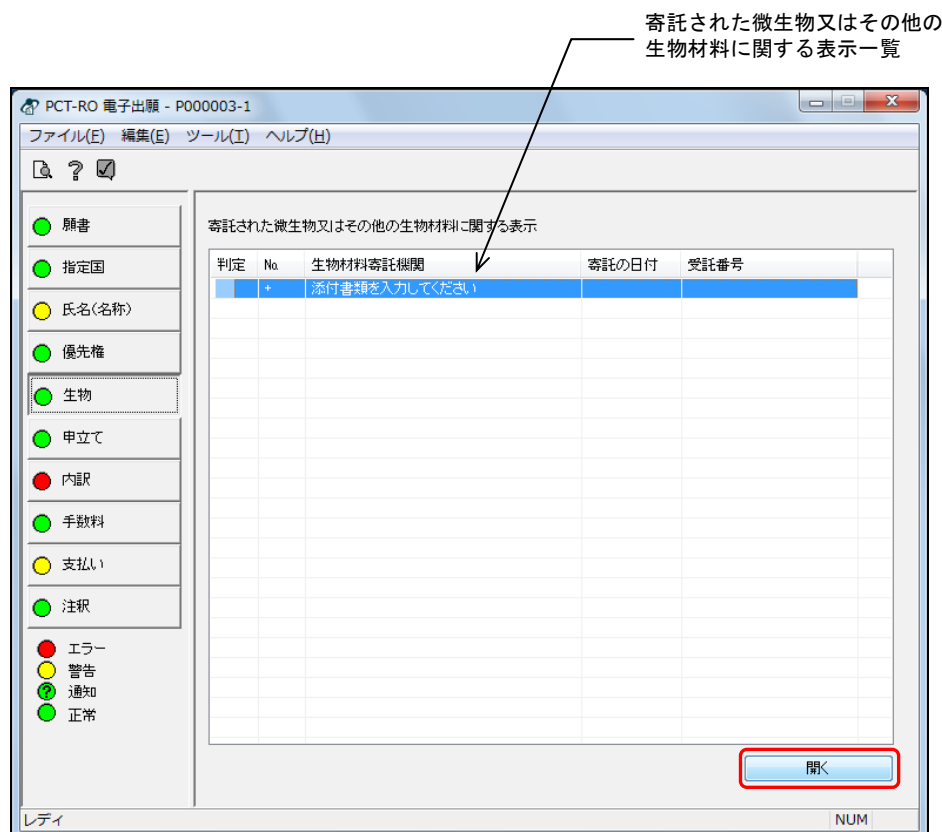 寄託された微生物又はその他の
生物材料に関する表示一覧
PCT-RO 電子出願 - P000003-1
ファイル(F) 編集(E) ツール(T) ヘルプ(H)
願書
指定国
氏名(名称)
優先権
生物
申立て
内訳
手数料
支払い
注釈
エラー
警告
通知
正常
寄託された微生物又はその他の生物材料に関する表示
判定 No. 生物材料寄託機関 寄託の日付 受託番号
+ 添付書類を入力してください
開く
レディ NUM